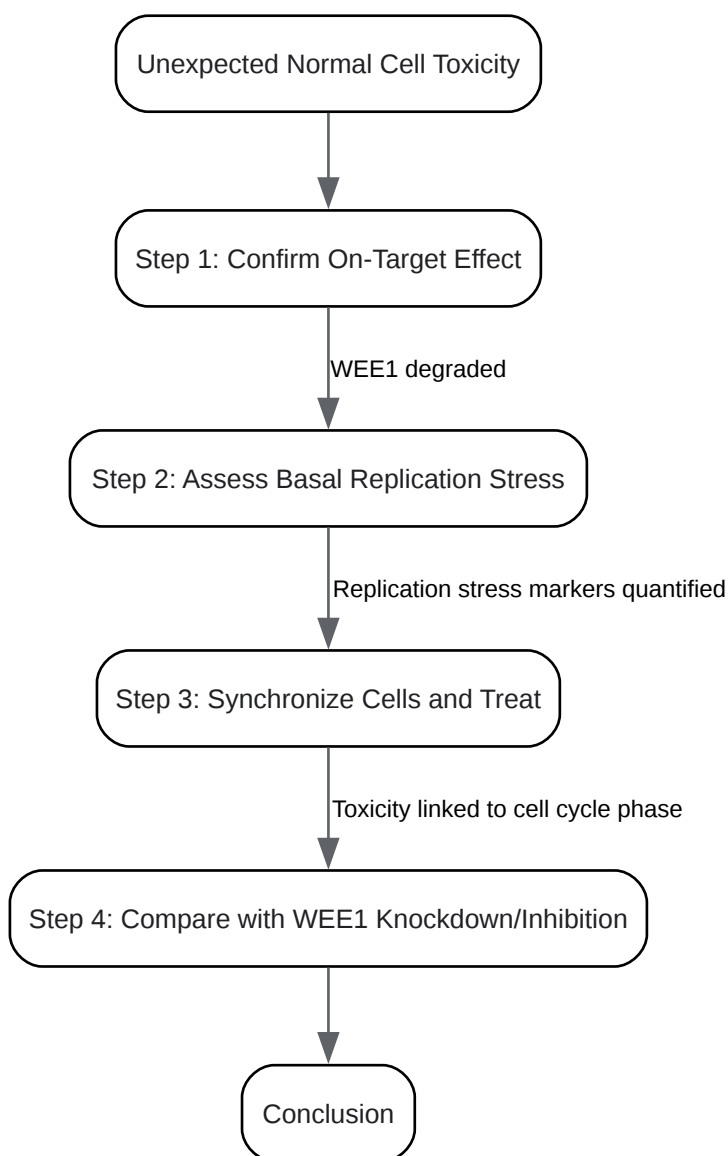 Unexpected Normal Cell Toxicity
Step 1: Confirm On-Target Effect
WEE1 degraded
Step 2: Assess Basal Replication Stress
Replication stress markers quantified
Step 3: Synchronize Cells and Treat
Toxicity linked to cell cycle phase
Step 4: Compare with WEE1 Knockdown/Inhibition
Conclusion